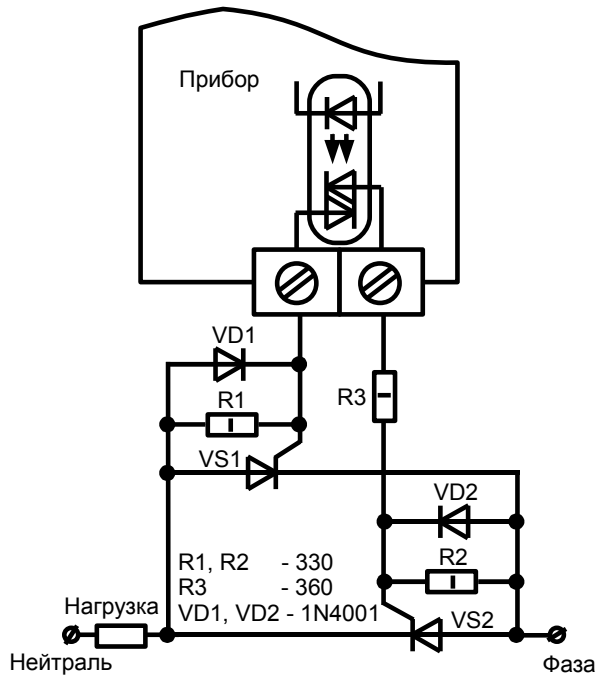 Прибор
VD1
R1
R3
VS1
VD2
R1, R2 - 330
R2
R3 - 360
VD1, VD2 - 1N4001
Нагрузка
VS2
Нейтраль
Фаза